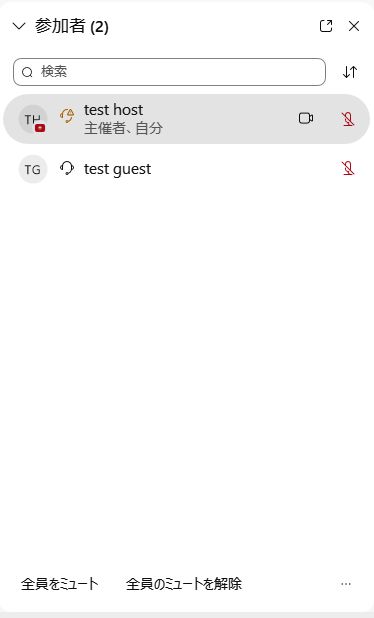 参加者 (2)
検索
TH
test host
主催者、自分
TG
test guest
全員をミュート
全員のミュートを解除
...